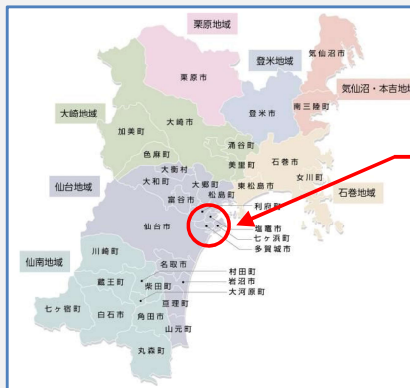 栗原地域
気仙沼市
登米地域
栗原市
南三陸町
気仙沼・本吉地域
登米市
大崎地域
大崎市
加美町
涌谷町
色麻町
美里町
石巻市
女川町
大衡村
大和町
大郷町
東松島市
松島町
仙台地域
富谷市
利府町
石巻地域
仙台市
塩竈市
七ヶ浜町
多賀城市
仙南地域
川崎町
名取市
村田町
蔵王町
岩沼市
柴田町
大河原町
七ヶ宿町
亘理町
白石市
角田市
山元町
丸森町